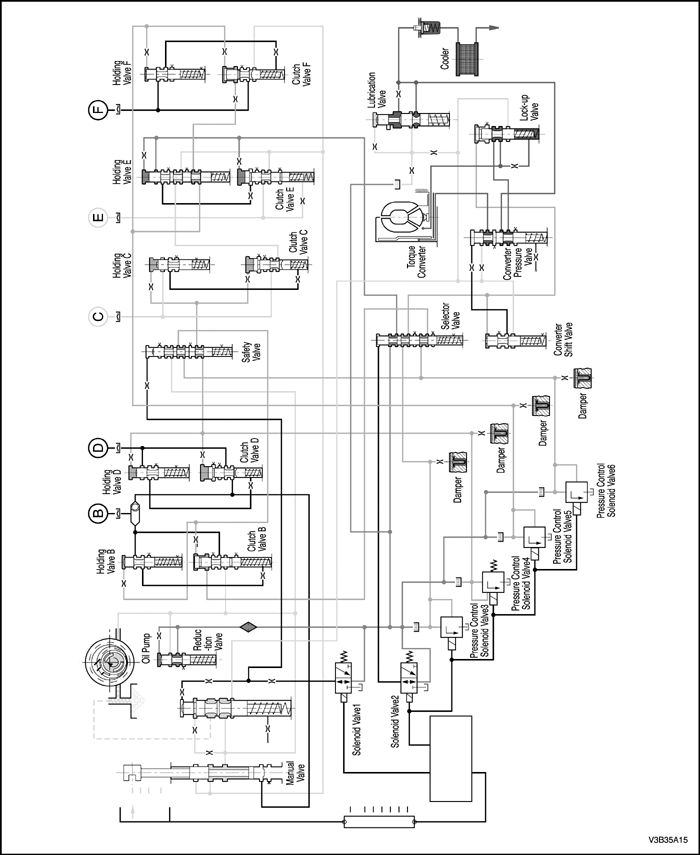 Holding
Valve F
Clutch
Valve F
F
Holding
Valve E
Clutch
Valve E
E
Holding
Valve C
Clutch
Valve C
C
Safety
Valve
D
Holding
Valve D
Clutch
Valve D
B
Holding
Valve B
Clutch
Valve B
Oil Pump
Reduc
-tion
Valve
Manual
Valve
Cooler
Lubrication
Valve
Lock-up
Valve
Torque
Converter
Converter
Pressure
Valve
Selector
Valve
Converter
Shift Valve
Damper
Damper
Damper
Damper
Pressure Control
Solenoid Valve6
Pressure Control
Solenoid Valve5
Pressure Control
Solenoid Valve4
Pressure Control
Solenoid Valve3
Solenoid Valve2
Solenoid Valve1
V3B35A15